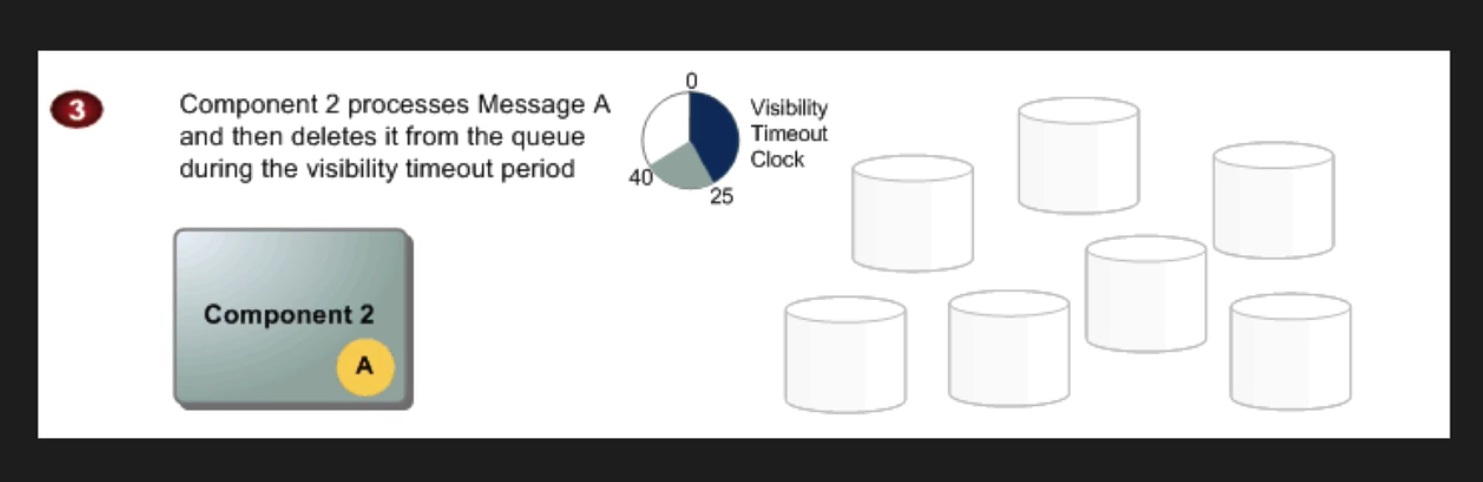 3
Component 2 processes Message A
and then deletes it from the queue
during the visibility timeout period
0
Visibility
Timeout
Clock
40
25
Component 2
A